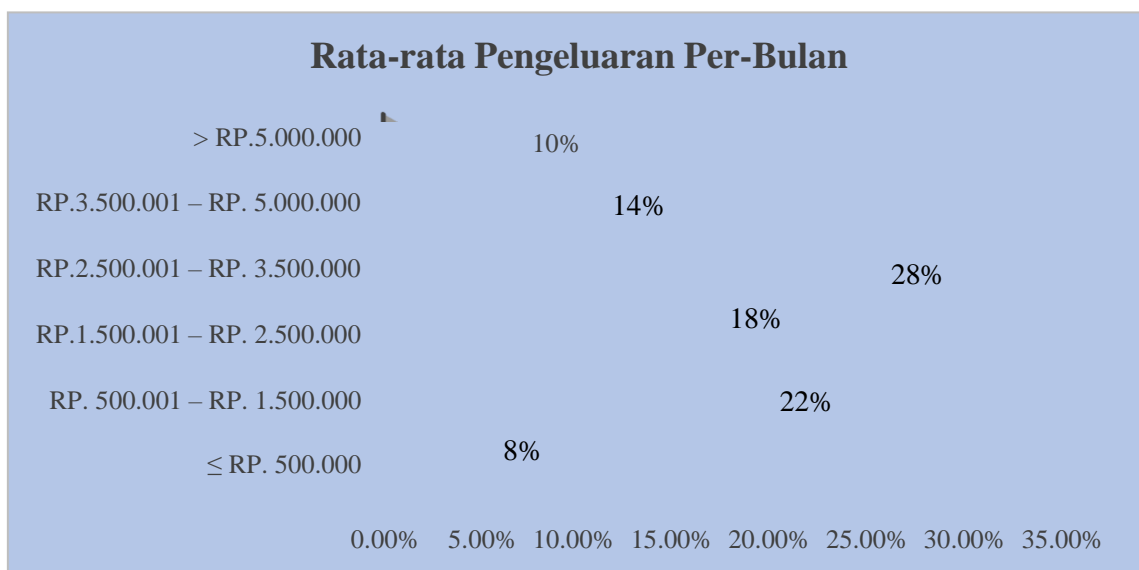 Rata-rata Pengeluaran Per-Bulan
> RP.5.000.000
10%
RP.3.500.001 – RP. 5.000.000
14%
RP.2.500.001 – RP. 3.500.000
28%
RP.1.500.001 – RP. 2.500.000
18%
RP. 500.001 – RP. 1.500.000
22%
≤ RP. 500.000
8%
0.00% 5.00% 10.00% 15.00% 20.00% 25.00% 30.00% 35.00%